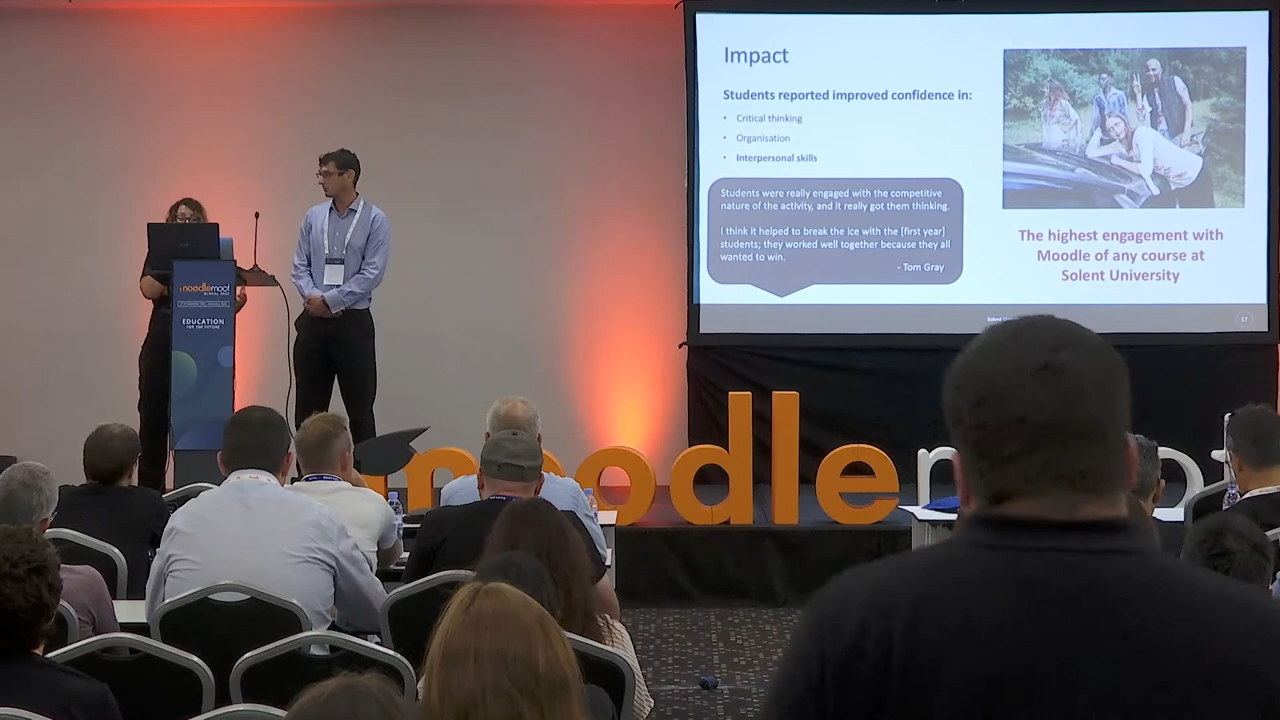 Impact
Students reported improved confidence in:
• Critical thinking
• Organisation
• Interpersonal skills
Students were really engaged with the competitive
nature of the activity, and it really got them thinking.
I think it helped to break the ice with the [first year]
students; they worked well together because they all
wanted to win.
- Tom Gray
The highest engagement with
Moodle of any course at
Solent University
17
moodlemoot
EDUCATION
FOR THE FUTURE
moodle